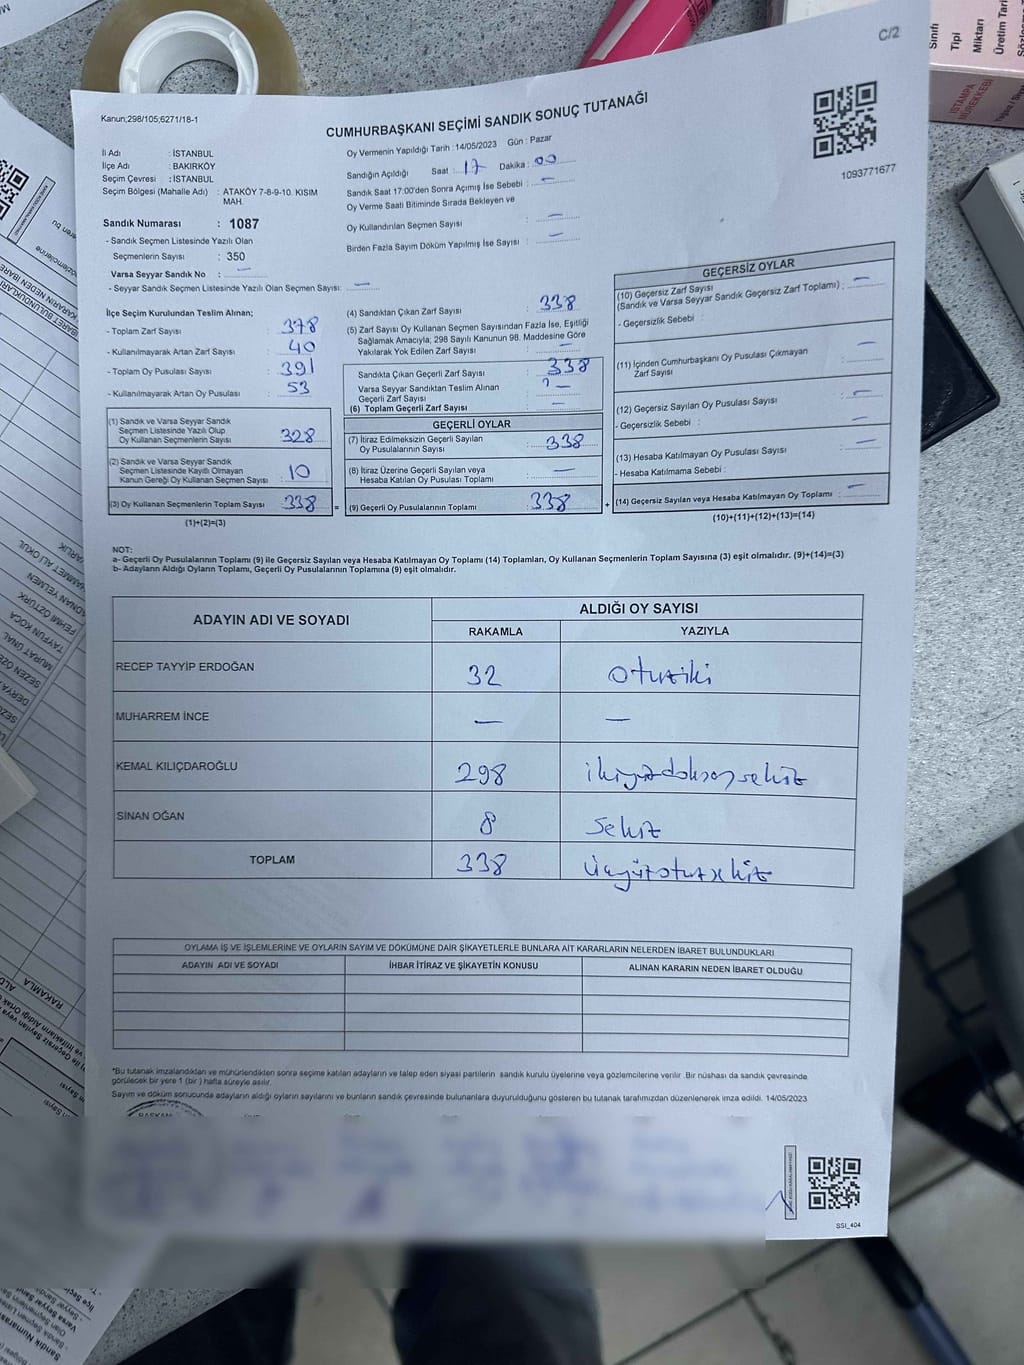 C/2
Kanun;298/105;6271/18-1
CUMHURBAŞKANI SEÇİMİ SANDIK SONUÇ TUTANAĞI
İl Adı : İSTANBUL
İlçe Adı : BAKIRKÖY
Seçim Çevresi : İSTANBUL
Seçim Bölgesi (Mahalle Adı) : ATAKÖY 7-8-9-10. KISIM
MAH.
Sandık Numarası : 1087
- Sandık Seçmen Listesinde Yazılı Olan
Seçmenlerin Sayısı : 350
Varsa Seyyar Sandık No : —
- Seyyar Sandık Seçmen Listesinde Yazılı Olan Seçmen Sayısı: —
Oy Vermenin Yapıldığı Tarih : 14/05/2023 Gün : Pazar
Sandığın Açıldığı Saat : 17 Dakika : 00
Sandık Saat 17:00'den Sonra Açımış İse Sebebi : —
Oy Verme Saati Bitiminde Sırada Bekleyen ve
Oy Kullandırılan Seçmen Sayısı : —
Birden Fazla Sayım Döküm Yapılmış İse Sayısı : —
1093771677
İlçe Seçim Kurulundan Teslim Alınan;
- Toplam Zarf Sayısı : 378
- Kullanılmayarak Artan Zarf Sayısı : 40
- Toplam Oy Pusulası Sayısı : 391
- Kullanılmayarak Artan Oy Pusulası : 53
(1) Sandık ve Varsa Seyyar Sandık
Seçmen Listesinde Yazılı Olup
Oy Kullanan Seçmenlerin Sayısı : 328
(2) Sandık ve Varsa Seyyar Sandık
Seçmen Listesinde Kayıtlı Olmayan
Kanun Gereği Oy Kullanan Seçmen Sayısı : 10
(3) Oy Kullanan Seçmenlerin Toplam Sayısı : 338
(1)+(2)=(3)
(4) Sandıktan Çıkan Zarf Sayısı : 338
(5) Zarf Sayısı Oy Kullanan Seçmen Sayısından Fazla İse, Eşitliği
Sağlamak Amacıyla; 298 Sayılı Kanunun 98. Maddesine Göre
Yakılarak Yok Edilen Zarf Sayısı : —
Sandıkta Çıkan Geçerli Zarf Sayısı : 338
Varsa Seyyar Sandıktan Teslim Alınan
Geçerli Zarf Sayısı : —
(6) Toplam Geçerli Zarf Sayısı : —
GEÇERLİ OYLAR
(7) İtiraz Edilmeksizin Geçerli Sayılan
Oy Pusulalarının Sayısı : 338
(8) İtiraz Üzerine Geçerli Sayılan veya
Hesaba Katılan Oy Pusulası Toplamı : —
= (9) Geçerli Oy Pusulalarının Toplamı : 338 +
GEÇERSİZ OYLAR
(10) Geçersiz Zarf Sayısı
(Sandık ve Varsa Seyyar Sandık Geçersiz Zarf Toplamı) : —
- Geçersizlik Sebebi :
(11) İçinden Cumhurbaşkanı Oy Pusulası Çıkmayan
Zarf Sayısı : —
(12) Geçersiz Sayılan Oy Pusulası Sayısı : —
- Geçersizlik Sebebi :
(13) Hesaba Katılmayan Oy Pusulası Sayısı : —
- Hesaba Katılmama Sebebi :
(14) Geçersiz Sayılan veya Hesaba Katılmayan Oy Toplamı : —
(10)+(11)+(12)+(13)=(14)
NOT:
a- Geçerli Oy Pusulalarının Toplamı (9) ile Geçersiz Sayılan veya Hesaba Katılmayan Oy Toplamı (14) Toplamları, Oy Kullanan Seçmenlerin Toplam Sayısına (3) eşit olmalıdır. (9)+(14)=(3)
b- Adayların Aldığı Oyların Toplamı, Geçerli Oy Pusulalarının Toplamına (9) eşit olmalıdır.
ADAYIN ADI VE SOYADI ALDIĞI OY SAYISI
RAKAMLA YAZIYLA
RECEP TAYYİP ERDOĞAN 32 otuziki
MUHARREM İNCE — —
KEMAL KILIÇDAROĞLU 298 ikiyüzdoksansekiz
SİNAN OĞAN 8 Sekiz
TOPLAM 338 üçyüzotuzsekiz
OYLAMA İŞ VE İŞLEMLERİNE VE OYLARIN SAYIM VE DÖKÜMÜNE DAİR ŞİKAYETLERLE BUNLARA AİT KARARLARIN NELERDEN İBARET BULUNDUKLARI
ADAYIN ADI VE SOYADI İHBAR İTİRAZ VE ŞİKAYETİN KONUSU ALINAN KARARIN NEDEN İBARET OLDUĞU
*Bu tutanak imzalandıktan ve mühürlendikten sonra seçime katılan adayların ve talep eden siyasi partilerin sandık kurulu üyelerine veya gözlemcilerine verilir .Bir nüshası da sandık çevresinde
görülecek bir yere 1 (bir ) hafta süreyle asılır.
Sayım ve döküm sonucunda adayların aldığı oyların sayılarını ve bunların sandık çevresinde bulunanlara duyurulduğunu gösteren bu tutanak tarafımızdan düzenlenerek imza edildi. 14/05/2023
BAŞKAN
SSI_404
Sınıfı
Tipi
Miktarı
Üretim Tari
ISTAMPA
MÜREKKEBİ
MURAT ÜNAL
TAYFUN KOCA
FEHMİ ÖZTÜRK
RAKAMLA
Sandık Numarası